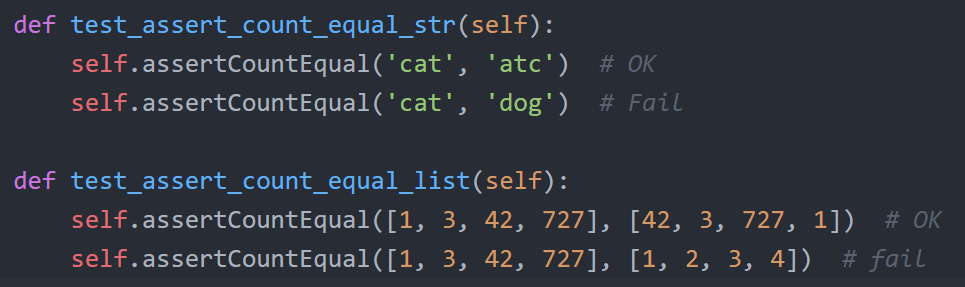 def test_assert_count_equal_str(self):
    self.assertCountEqual('cat', 'atc')  # OK
    self.assertCountEqual('cat', 'dog')  # Fail

def test_assert_count_equal_list(self):
    self.assertCountEqual([1, 3, 42, 727], [42, 3, 727, 1])  # OK
    self.assertCountEqual([1, 3, 42, 727], [1, 2, 3, 4])  # fail